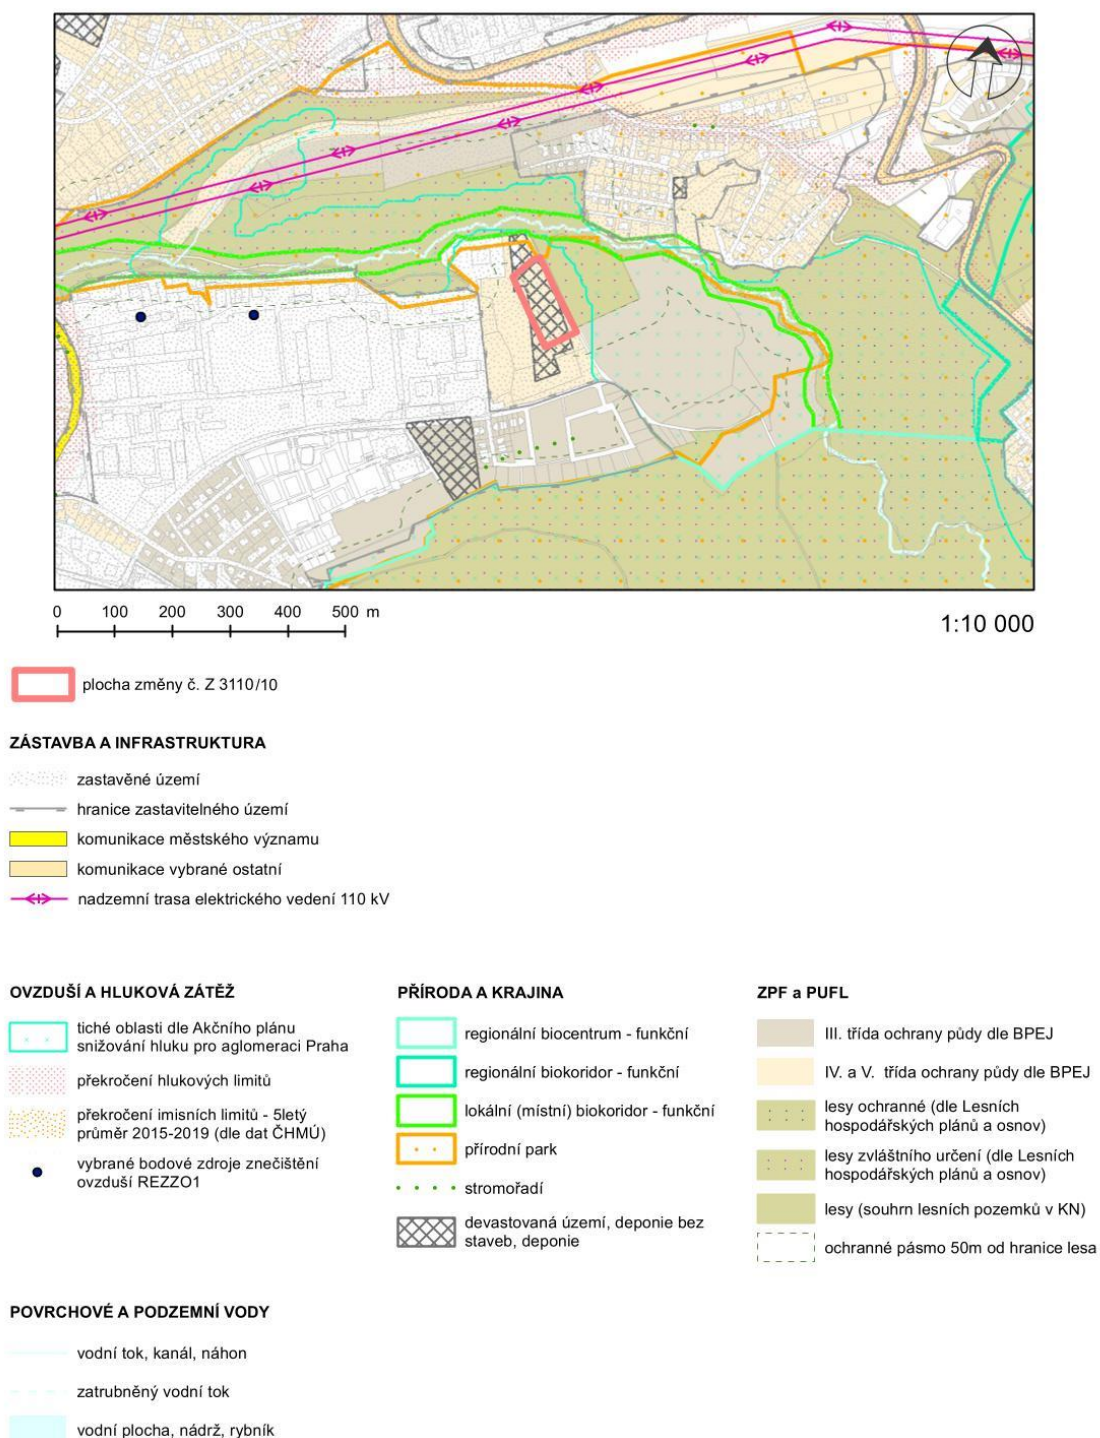 0 100 200 300 400 500 m
1:10 000
plocha změny č. Z 3110/10
ZÁSTAVBA A INFRASTRUKTURA
zastavěné území
hranice zastavitelného území
komunikace městského významu
komunikace vybrané ostatní
nadzemní trasa elektrického vedení 110 kV
OVZDUŠÍ A HLUKOVÁ ZÁTĚŽ
tiché oblasti dle Akčního plánu
snižování hluku pro aglomeraci Praha
překročení hlukových limitů
překročení imisních limitů - 5letý
průměr 2015-2019 (dle dat ČHMÚ)
vybrané bodové zdroje znečištění
ovzduší REZZO1
PŘÍRODA A KRAJINA
regionální biocentrum - funkční
regionální biokoridor - funkční
lokální (místní) biokoridor - funkční
přírodní park
stromořadí
devastovaná území, deponie bez
staveb, deponie
ZPF a PUFL
III. třída ochrany půdy dle BPEJ
IV. a V. třída ochrany půdy dle BPEJ
lesy ochranné (dle Lesních
hospodářských plánů a osnov)
lesy zvláštního určení (dle Lesních
hospodářských plánů a osnov)
lesy (souhrn lesních pozemků v KN)
ochranné pásmo 50m od hranice lesa
POVRCHOVÉ A PODZEMNÍ VODY
vodní tok, kanál, náhon
zatrubněný vodní tok
vodní plocha, nádrž, rybník